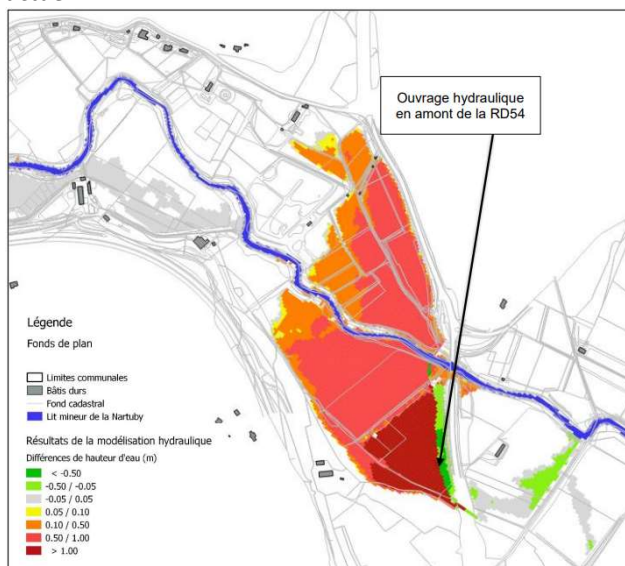 Ouvrage hydraulique
en amont de la RD54
Légende
Fonds de plan
Limites communales
Bâtis durs
Fond cadastral
Lit mineur de la Nartuby
Résultats de la modélisation hydraulique
Différences de hauteur d'eau (m)
< -0.50
-0.50 / -0.05
-0.05 / 0.05
0.05 / 0.10
0.10 / 0.50
0.50 / 1.00
> 1.00